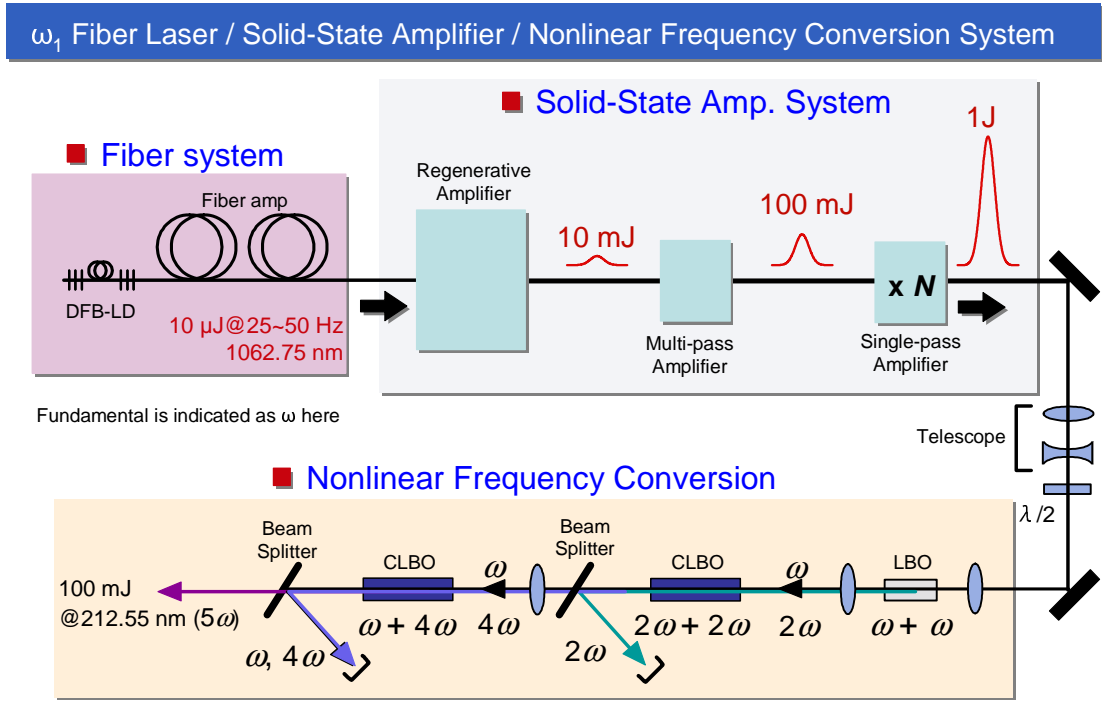 ω₁ Fiber Laser / Solid-State Amplifier / Nonlinear Frequency Conversion System
Solid-State Amp. System
Fiber system
Fiber amp
DFB-LD
10 μJ@25~50 Hz
1062.75 nm
Regenerative
Amplifier
10 mJ
Multi-pass
Amplifier
100 mJ
x N
Single-pass
Amplifier
1J
Fundamental is indicated as ω here
Telescope
λ/2
Nonlinear Frequency Conversion
Beam
Splitter
CLBO
Beam
Splitter
CLBO
LBO
ω
ω
100 mJ
@212.55 nm (5ω)
ω + 4ω
4ω
2ω + 2ω
2ω
ω + ω
ω, 4ω
2ω